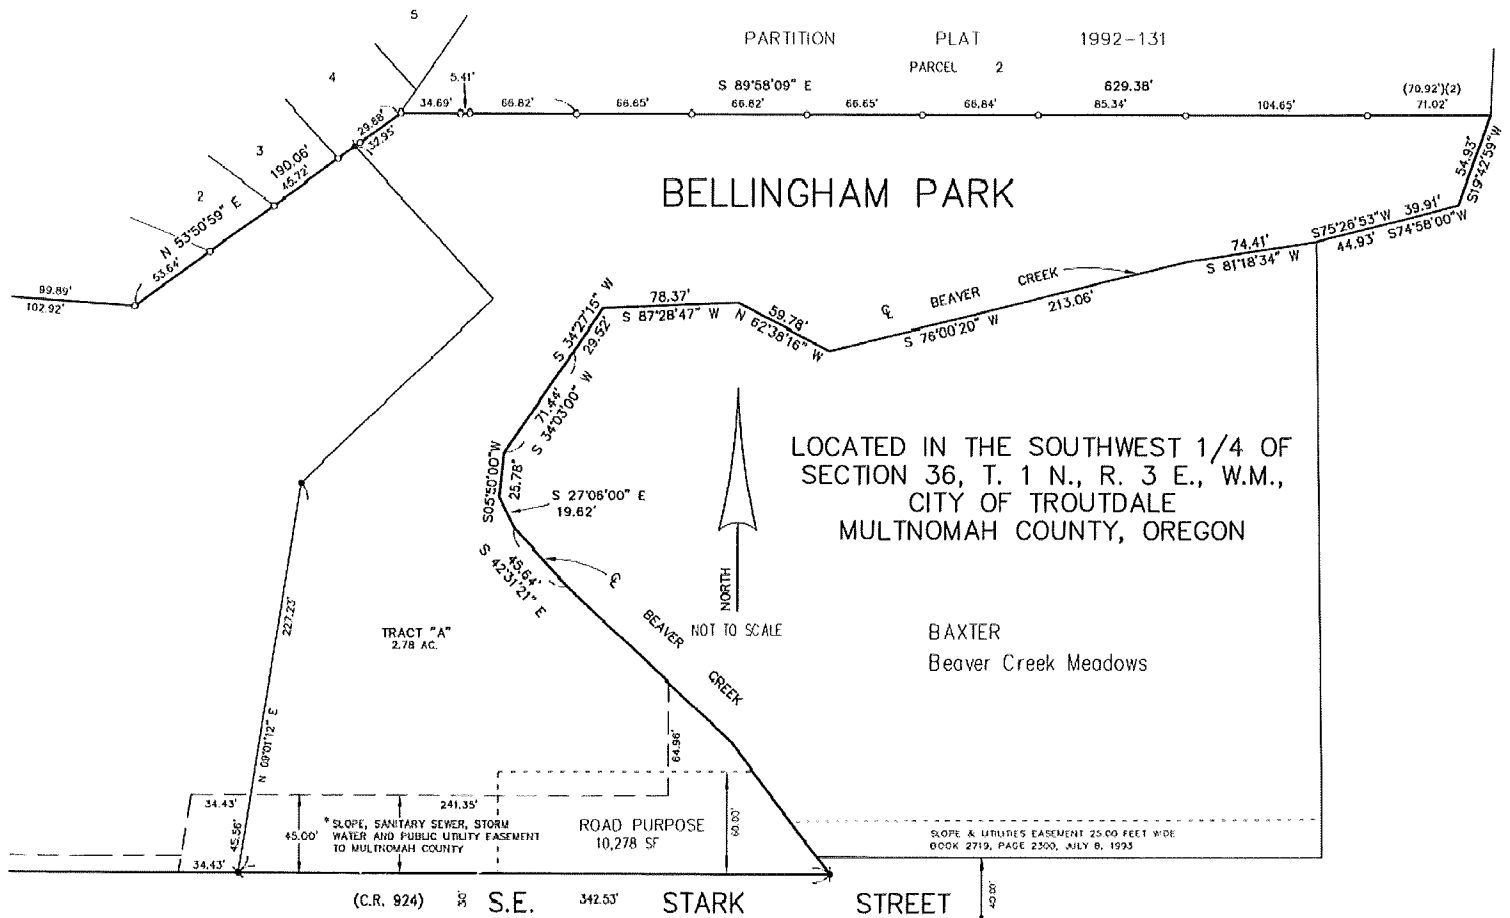 5
PARTITION PLAT 1992-131
PARCEL 2
4
5.41'
S 89°58'09" E
629.38'
(70.92')(2)
34.69'
66.82'
66.65'
66.82'
66.65'
66.84'
85.34'
104.65'
71.02'
29.88'
132.95'
3
190.06'
45.72'
2
N 53°50'59" E
53.64'
99.89'
102.92'
BELLINGHAM PARK
54.93'
S19°42'59"W
S75°26'53"W
39.91'
44.93'
S74°58'00"W
74.41'
S 81°18'34" W
BEAVER CREEK
213.06'
S 76°00'20" W
78.37'
S 87°28'47" W
59.78'
N 62°38'16" W
S 34°27'15" W
29.52'
71.44'
S 34°03'00" W
S05°50'00"W
25.78"
S 27°06'00" E
19.62'
45.64'
S 42°31'21" E
BEAVER
CREEK
NORTH
NOT TO SCALE
LOCATED IN THE SOUTHWEST 1/4 OF
SECTION 36, T. 1 N., R. 3 E., W.M.,
CITY OF TROUTDALE
MULTNOMAH COUNTY, OREGON
BAXTER
Beaver Creek Meadows
227.23'
N 09°01'12" E
TRACT "A"
2.78 AC.
64.96'
34.43'
241.35'
45.56'
45.00'
* SLOPE, SANITARY SEWER, STORM
WATER AND PUBLIC UTILITY EASEMENT
TO MULTNOMAH COUNTY
ROAD PURPOSE
10,278 SF
60.00'
SLOPE & UTILITIES EASEMENT 25.00 FEET WIDE
BOOK 2719, PAGE 2300, JULY 8, 1993
34.43'
(C.R. 924)
30'
S.E.
342.53'
STARK
STREET
40.00'